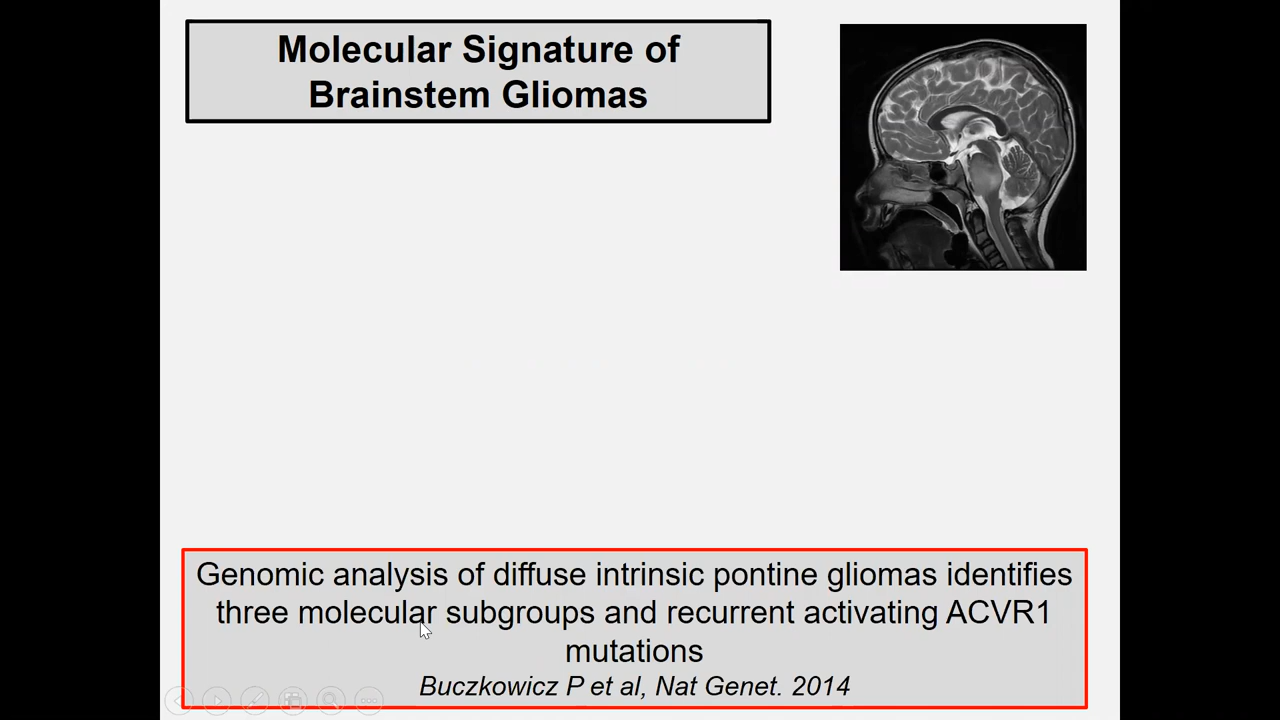 Molecular Signature of
Brainstem Gliomas
Genomic analysis of diffuse intrinsic pontine gliomas identifies
three molecular subgroups and recurrent activating ACVR1
mutations
Buczkowicz P et al, Nat Genet. 2014